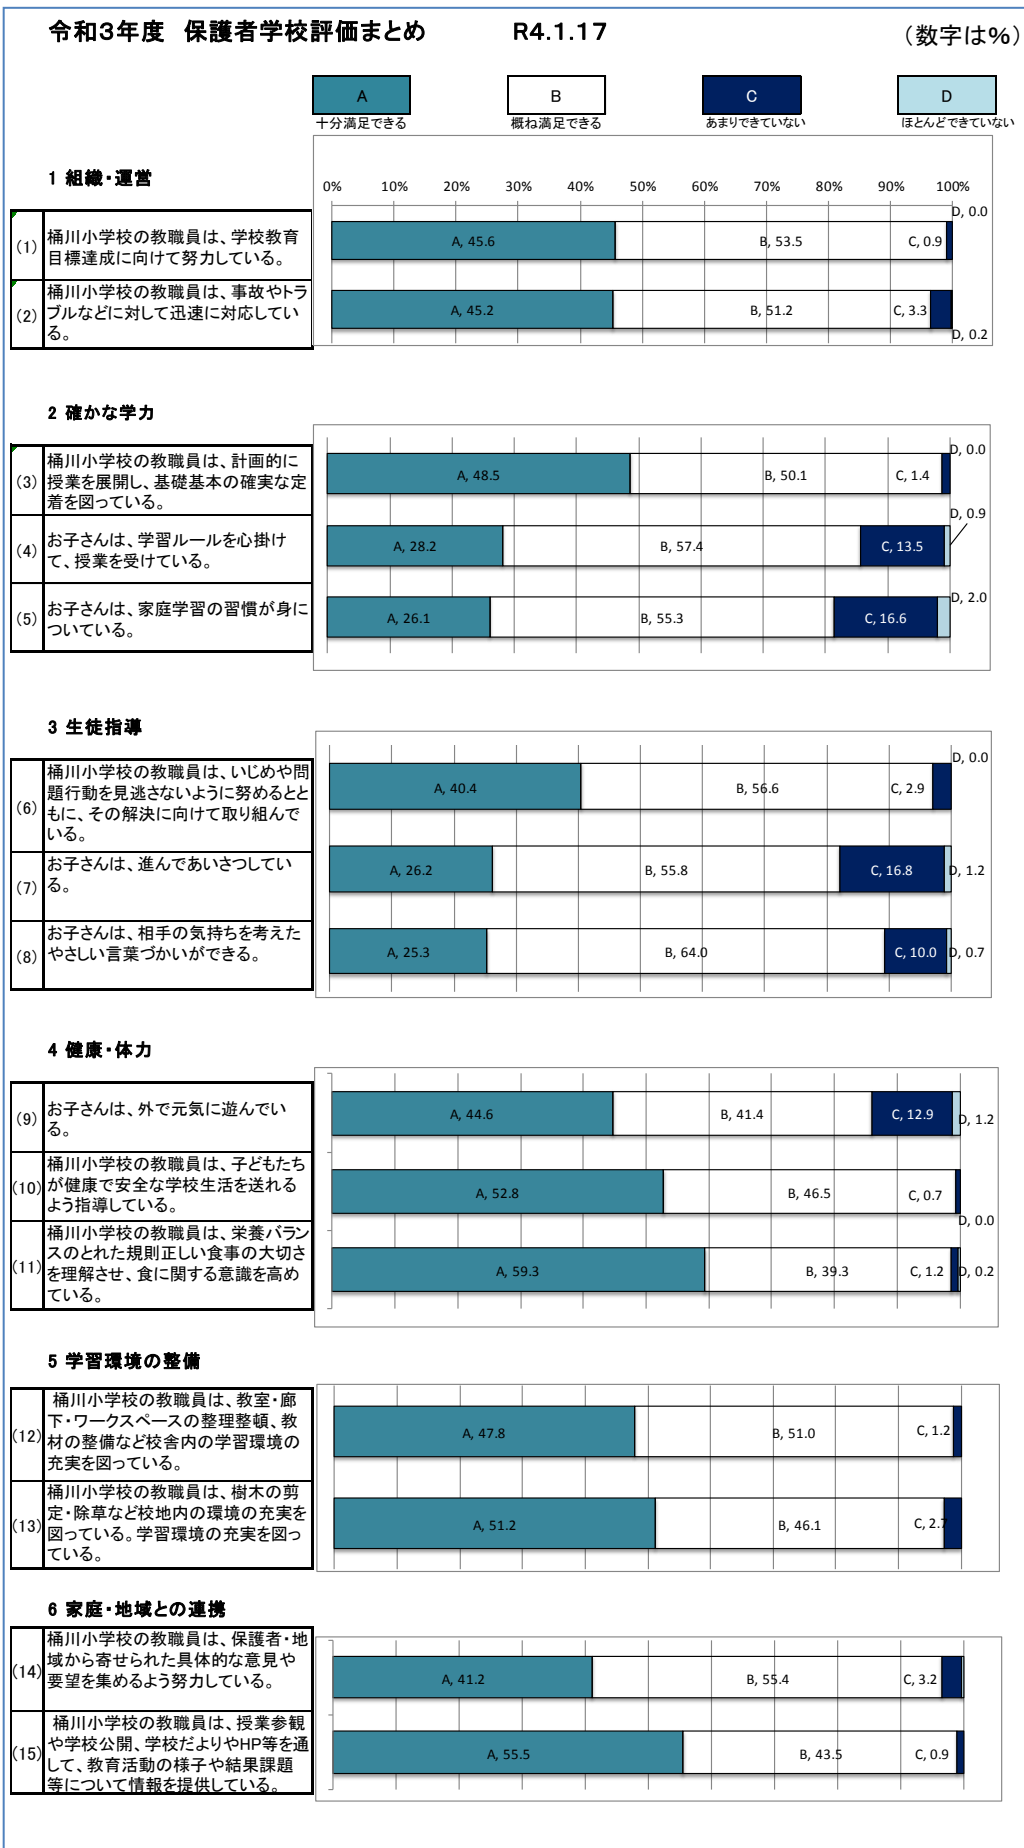 令和3年度 保護者学校評価まとめ R4.1.17 (数字は%)
A B C D
十分満足できる 概ね満足できる あまりできていない ほとんどできていない
1 組織・運営
0% 10% 20% 30% 40% 50% 60% 70% 80% 90% 100%
(1)
桶川小学校の教職員は、学校教育
目標達成に向けて努力している。
A, 45.6 B, 53.5 C, 0.9 D, 0.0
(2)
桶川小学校の教職員は、事故やトラ
ブルなどに対して迅速に対応してい
る。
A, 45.2 B, 51.2 C, 3.3 D, 0.2
2 確かな学力
(3)
桶川小学校の教職員は、計画的に
授業を展開し、基礎基本の確実な定
着を図っている。
A, 48.5 B, 50.1 C, 1.4 D, 0.0
(4)
お子さんは、学習ルールを心掛け
て、授業を受けている。
A, 28.2 B, 57.4 C, 13.5 D, 0.9
(5)
お子さんは、家庭学習の習慣が身に
ついている。
A, 26.1 B, 55.3 C, 16.6 D, 2.0
3 生徒指導
(6)
桶川小学校の教職員は、いじめや問
題行動を見逃さないように努めるとと
もに、その解決に向けて取り組んで
いる。
A, 40.4 B, 56.6 C, 2.9 D, 0.0
(7)
お子さんは、進んであいさつしてい
る。
A, 26.2 B, 55.8 C, 16.8 D, 1.2
(8)
お子さんは、相手の気持ちを考えた
やさしい言葉づかいができる。
A, 25.3 B, 64.0 C, 10.0 D, 0.7
4 健康・体力
(9)
お子さんは、外で元気に遊んでい
る。
A, 44.6 B, 41.4 C, 12.9 D, 1.2
(10)
桶川小学校の教職員は、子どもたち
が健康で安全な学校生活を送れる
よう指導している。
A, 52.8 B, 46.5 C, 0.7 D, 0.0
(11)
桶川小学校の教職員は、栄養バラン
スのとれた規則正しい食事の大切さ
を理解させ、食に関する意識を高め
ている。
A, 59.3 B, 39.3 C, 1.2 D, 0.2
5 学習環境の整備
(12)
桶川小学校の教職員は、教室・廊
下・ワークスペースの整理整頓、教
材の整備など校舎内の学習環境の
充実を図っている。
A, 47.8 B, 51.0 C, 1.2
(13)
桶川小学校の教職員は、樹木の剪
定・除草など校地内の環境の充実を
図っている。学習環境の充実を図っ
ている。
A, 51.2 B, 46.1 C, 2.7
6 家庭・地域との連携
(14)
桶川小学校の教職員は、保護者・地
域から寄せられた具体的な意見や
要望を集めるよう努力している。
A, 41.2 B, 55.4 C, 3.2
(15)
桶川小学校の教職員は、授業参観
や学校公開、学校だよりやHP等を通
して、教育活動の様子や結果課題
等について情報を提供している。
A, 55.5 B, 43.5 C, 0.9